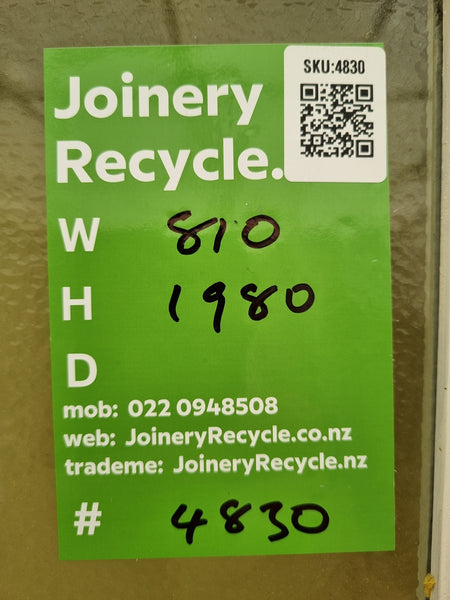 SKU:4830
Joinery
Recycle.
W 810
H 1980
D
mob: 022 0948508
web: JoineryRecycle.co.nz
trademe: JoineryRecycle.nz
# 4830